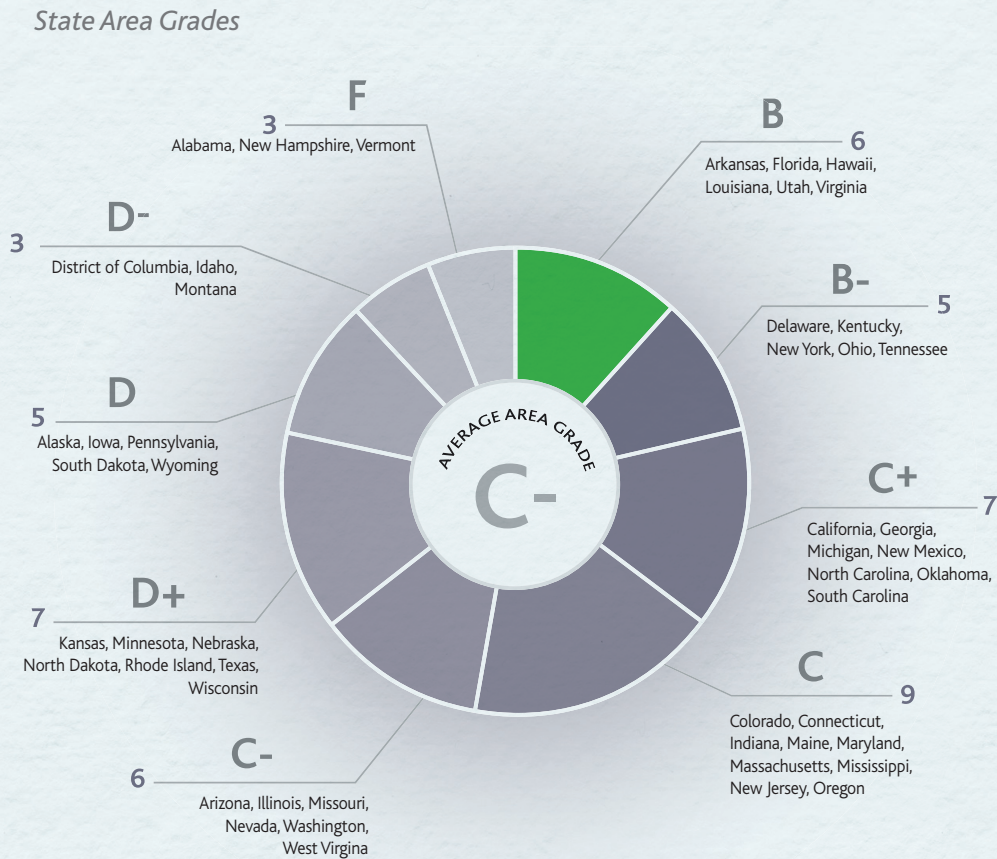 State Area Grades
F
3
Alabama, New Hampshire, Vermont
B
6
Arkansas, Florida, Hawaii,
Louisiana, Utah, Virginia
D-
3
District of Columbia, Idaho,
Montana
B-
5
Delaware, Kentucky,
New York, Ohio, Tennessee
D
5
Alaska, Iowa, Pennsylvania,
South Dakota, Wyoming
AVERAGE AREA GRADE
C-
C+
7
California, Georgia,
Michigan, New Mexico,
North Carolina, Oklahoma,
South Carolina
D+
7
Kansas, Minnesota, Nebraska,
North Dakota, Rhode Island, Texas,
Wisconsin
C
9
Colorado, Connecticut,
Indiana, Maine, Maryland,
Massachusetts, Mississippi,
New Jersey, Oregon
C-
6
Arizona, Illinois, Missouri,
Nevada, Washington,
West Virgina